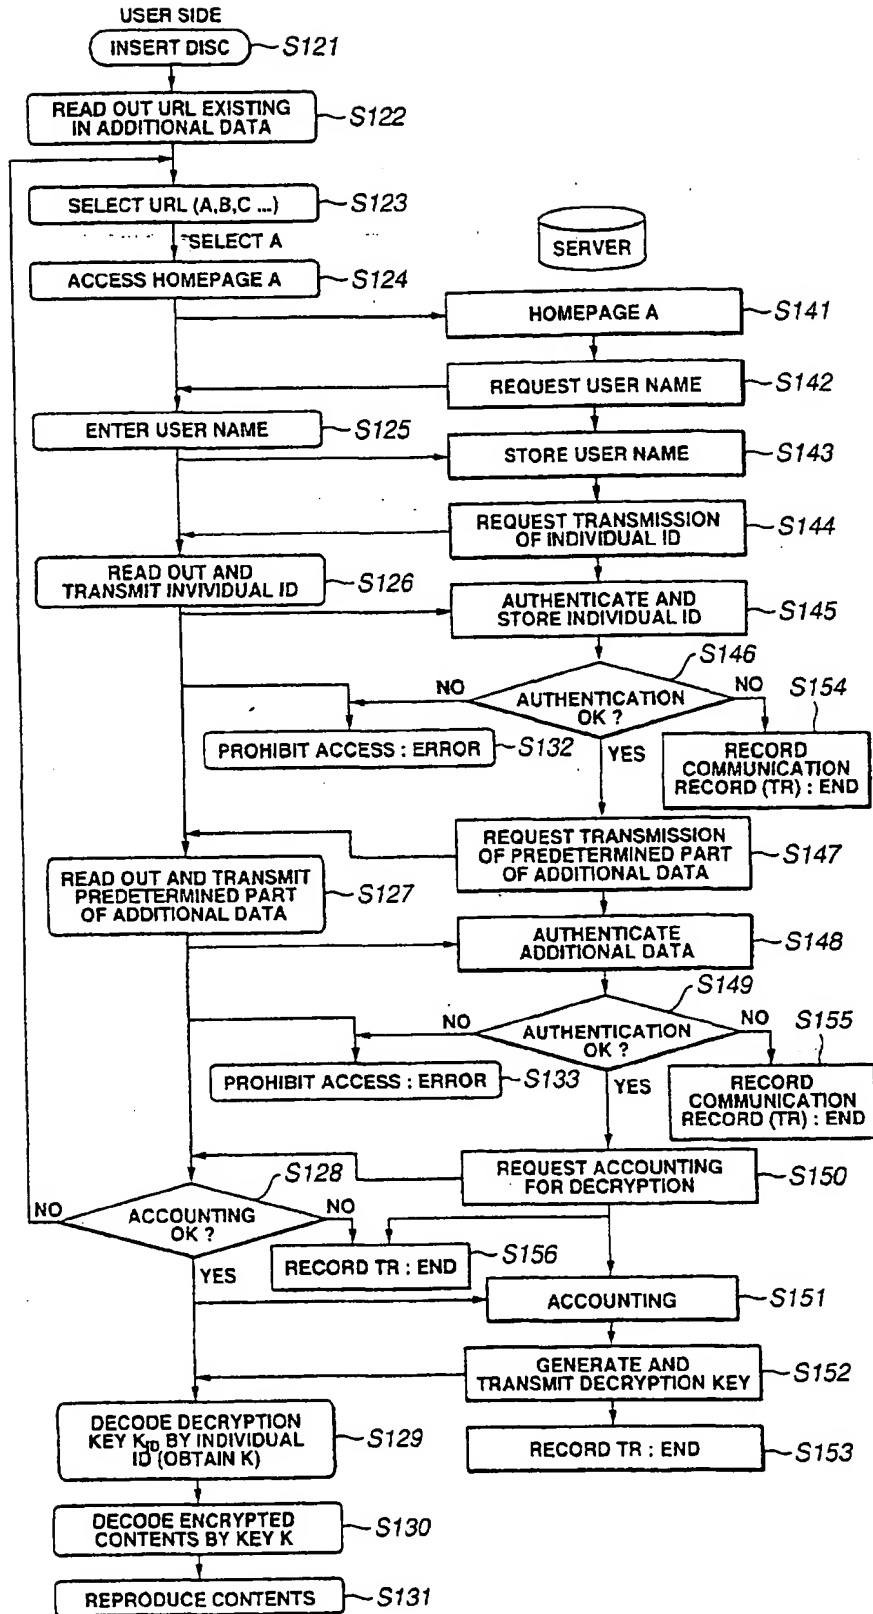 USER SIDE
INSERT DISC
S121
READ OUT URL EXISTING
IN ADDITIONAL DATA
S122
SELECT URL (A,B,C ...)
S123
SELECT A
SERVER
ACCESS HOMEPAGE A
S124
HOMEPAGE A
S141
REQUEST USER NAME
S142
ENTER USER NAME
S125
STORE USER NAME
S143
REQUEST TRANSMISSION
OF INDIVIDUAL ID
S144
READ OUT AND
TRANSMIT INVIVIDUAL ID
S126
AUTHENTICATE AND
STORE INDIVIDUAL ID
S145
S146
NO
AUTHENTICATION
OK ?
NO
S154
PROHIBIT ACCESS : ERROR
S132
YES
RECORD
COMMUNICATION
RECORD (TR) : END
REQUEST TRANSMISSION
OF PREDETERMINED PART
OF ADDITIONAL DATA
S147
READ OUT AND TRANSMIT
PREDETERMINED PART
OF ADDITIONAL DATA
S127
AUTHENTICATE
ADDITIONAL DATA
S148
S149
NO
AUTHENTICATION
OK ?
NO
S155
PROHIBIT ACCESS : ERROR
S133
YES
RECORD
COMMUNICATION
RECORD (TR) : END
REQUEST ACCOUNTING
FOR DECRYPTION
S150
S128
NO
ACCOUNTING
OK ?
NO
YES
RECORD TR : END
S156
ACCOUNTING
S151
GENERATE AND
TRANSMIT DECRYPTION KEY
S152
DECODE DECRYPTION
KEY KID BY INDIVIDUAL
ID (OBTAIN K)
S129
RECORD TR : END
S153
DECODE ENCRYPTED
CONTENTS BY KEY K
S130
REPRODUCE CONTENTS
S131